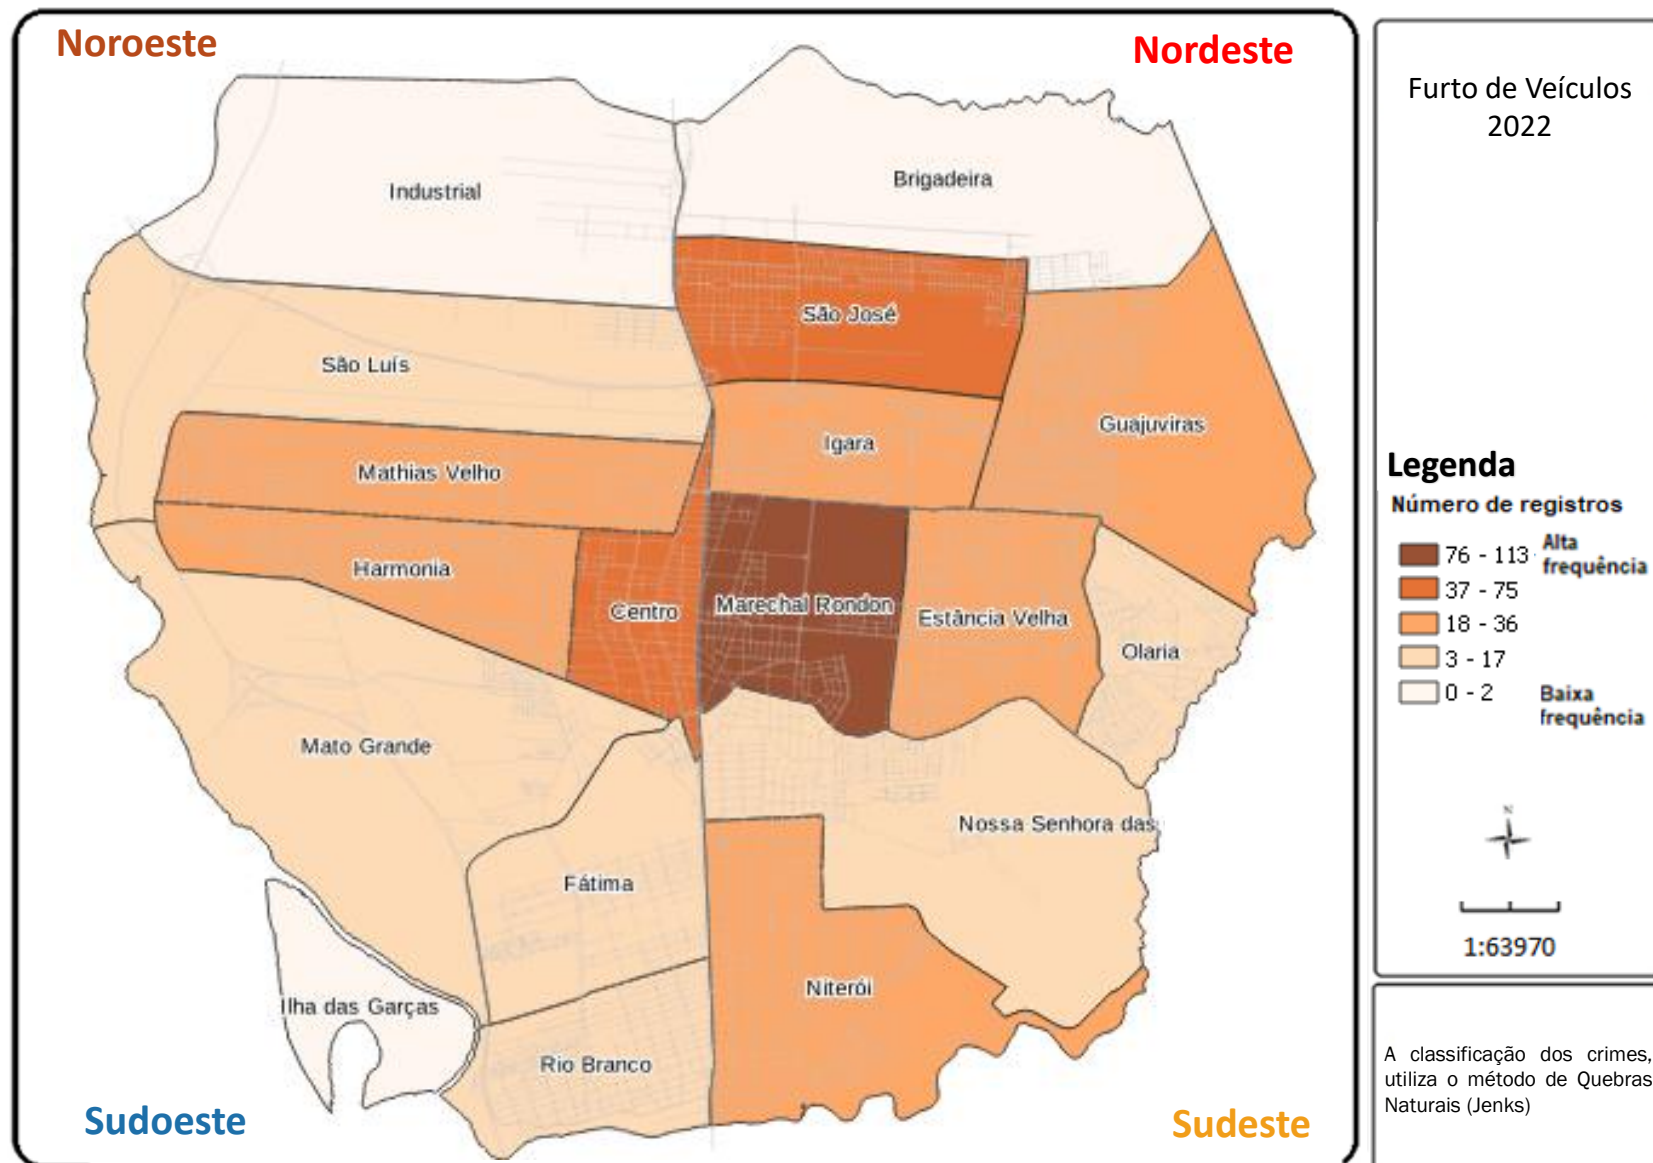 Noroeste
Nordeste
Industrial
Brigadeira
São José
São Luís
Guajuviras
Igara
Mathias Velho
Harmonia
Centro
Marechal Rondon
Estância Velha
Olaria
Mato Grande
Nossa Senhora das
Fátima
Niterói
Ilha das Garças
Rio Branco
Sudoeste
Sudeste
Furto de Veículos
2022
Legenda
Número de registros
76 - 113 Alta frequência
37 - 75
18 - 36
3 - 17
0 - 2 Baixa frequência
N
1:63970
A classificação dos crimes,
utiliza o método de Quebras
Naturais (Jenks)